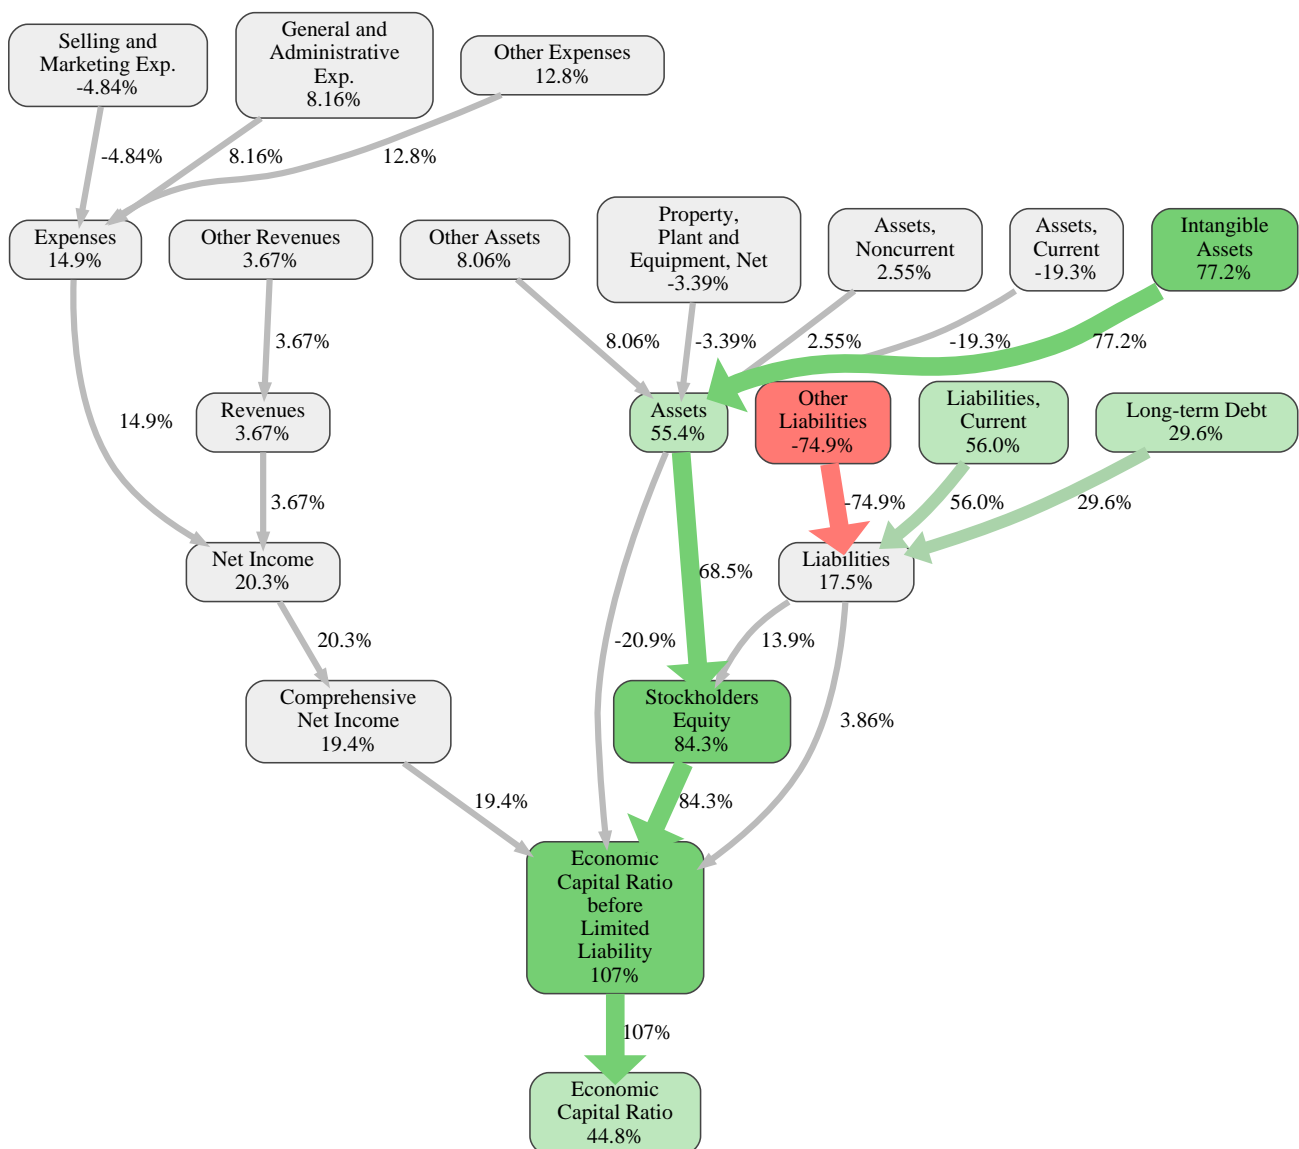 Selling and
Marketing Exp.
-4.84%
General and
Administrative
Exp.
8.16%
Other Expenses
12.8%
-4.84%
8.16%
12.8%
Expenses
14.9%
Other Revenues
3.67%
Other Assets
8.06%
Property,
Plant and
Equipment, Net
-3.39%
Assets,
Noncurrent
2.55%
Assets,
Current
-19.3%
Intangible
Assets
77.2%
3.67%
8.06%
-3.39%
2.55%
-19.3%
77.2%
14.9%
Revenues
3.67%
Assets
55.4%
Other
Liabilities
-74.9%
Liabilities,
Current
56.0%
Long-term Debt
29.6%
3.67%
-74.9%
56.0%
29.6%
Net Income
20.3%
68.5%
Liabilities
17.5%
20.3%
-20.9%
13.9%
Comprehensive
Net Income
19.4%
Stockholders
Equity
84.3%
3.86%
19.4%
84.3%
Economic
Capital Ratio
before
Limited
Liability
107%
107%
Economic
Capital Ratio
44.8%